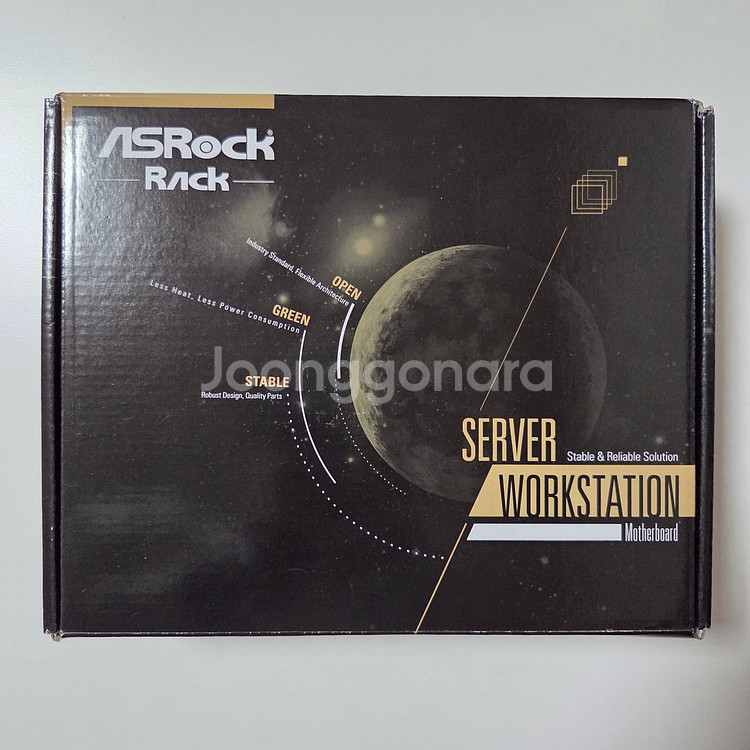 ASRock
Rack
OPEN
Industry Standard, Flexible Architecture
GREEN
Less Heat, Less Power Consumption
STABLE
Robust Design, Quality Parts
Joonggonara
SERVER
Stable & Reliable Solution
WORKSTATION
Motherboard